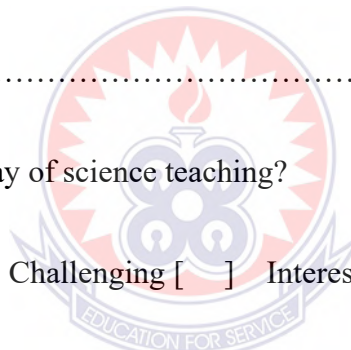 ………………………………
ay of science teaching?
Challenging [ ] Interes
EDUCATION FOR SERVICE